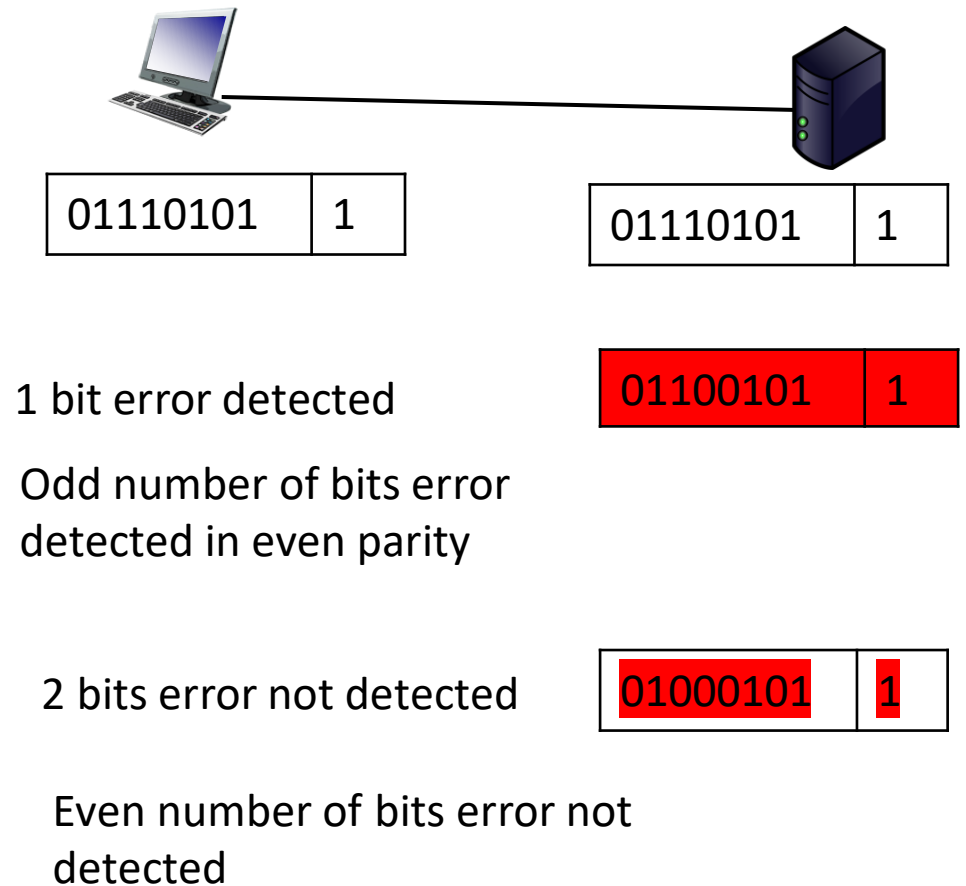 01110101 1
01110101 1
1 bit error detected
01100101 1
Odd number of bits error
detected in even parity
2 bits error not detected
01000101 1
Even number of bits error not
detected